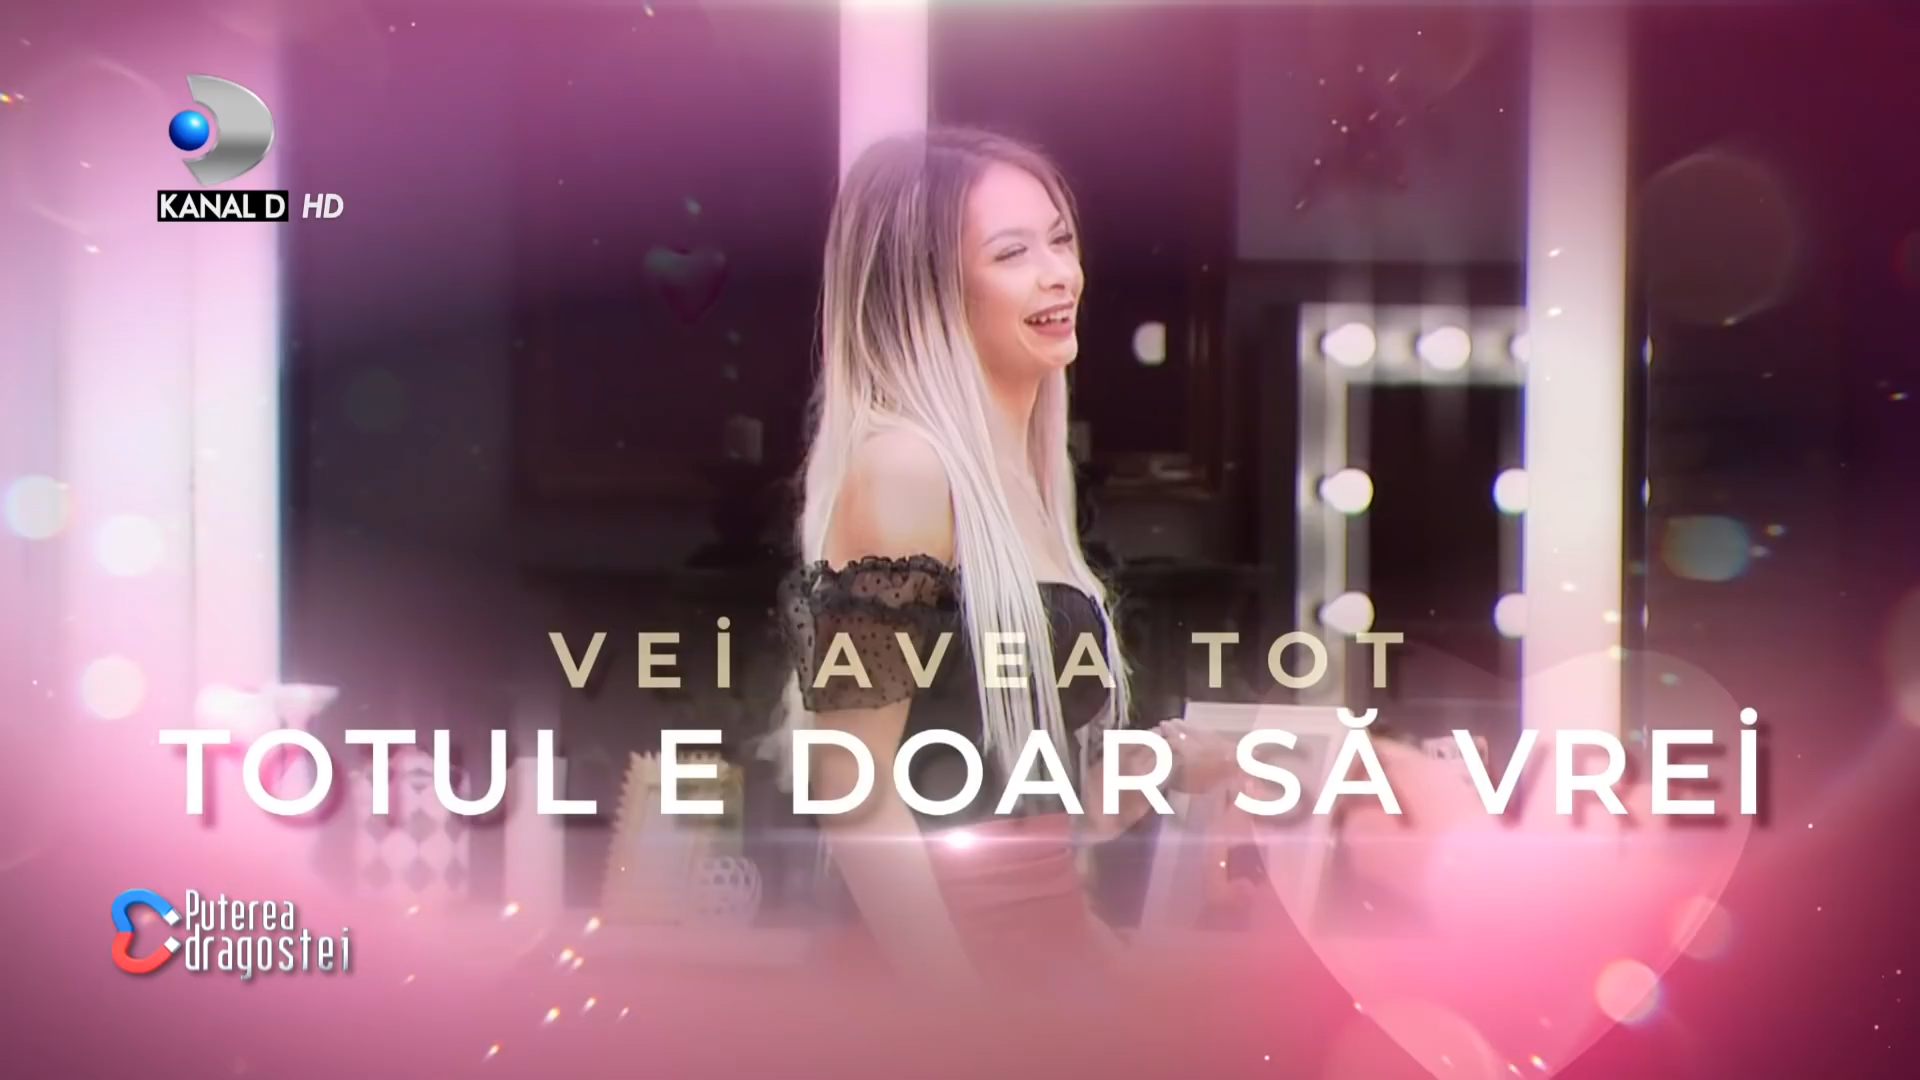 KANAL D HD
VEİ AVEA TOT
TOTUL E DOAR SĂ VREİ
Puterea
dragostei